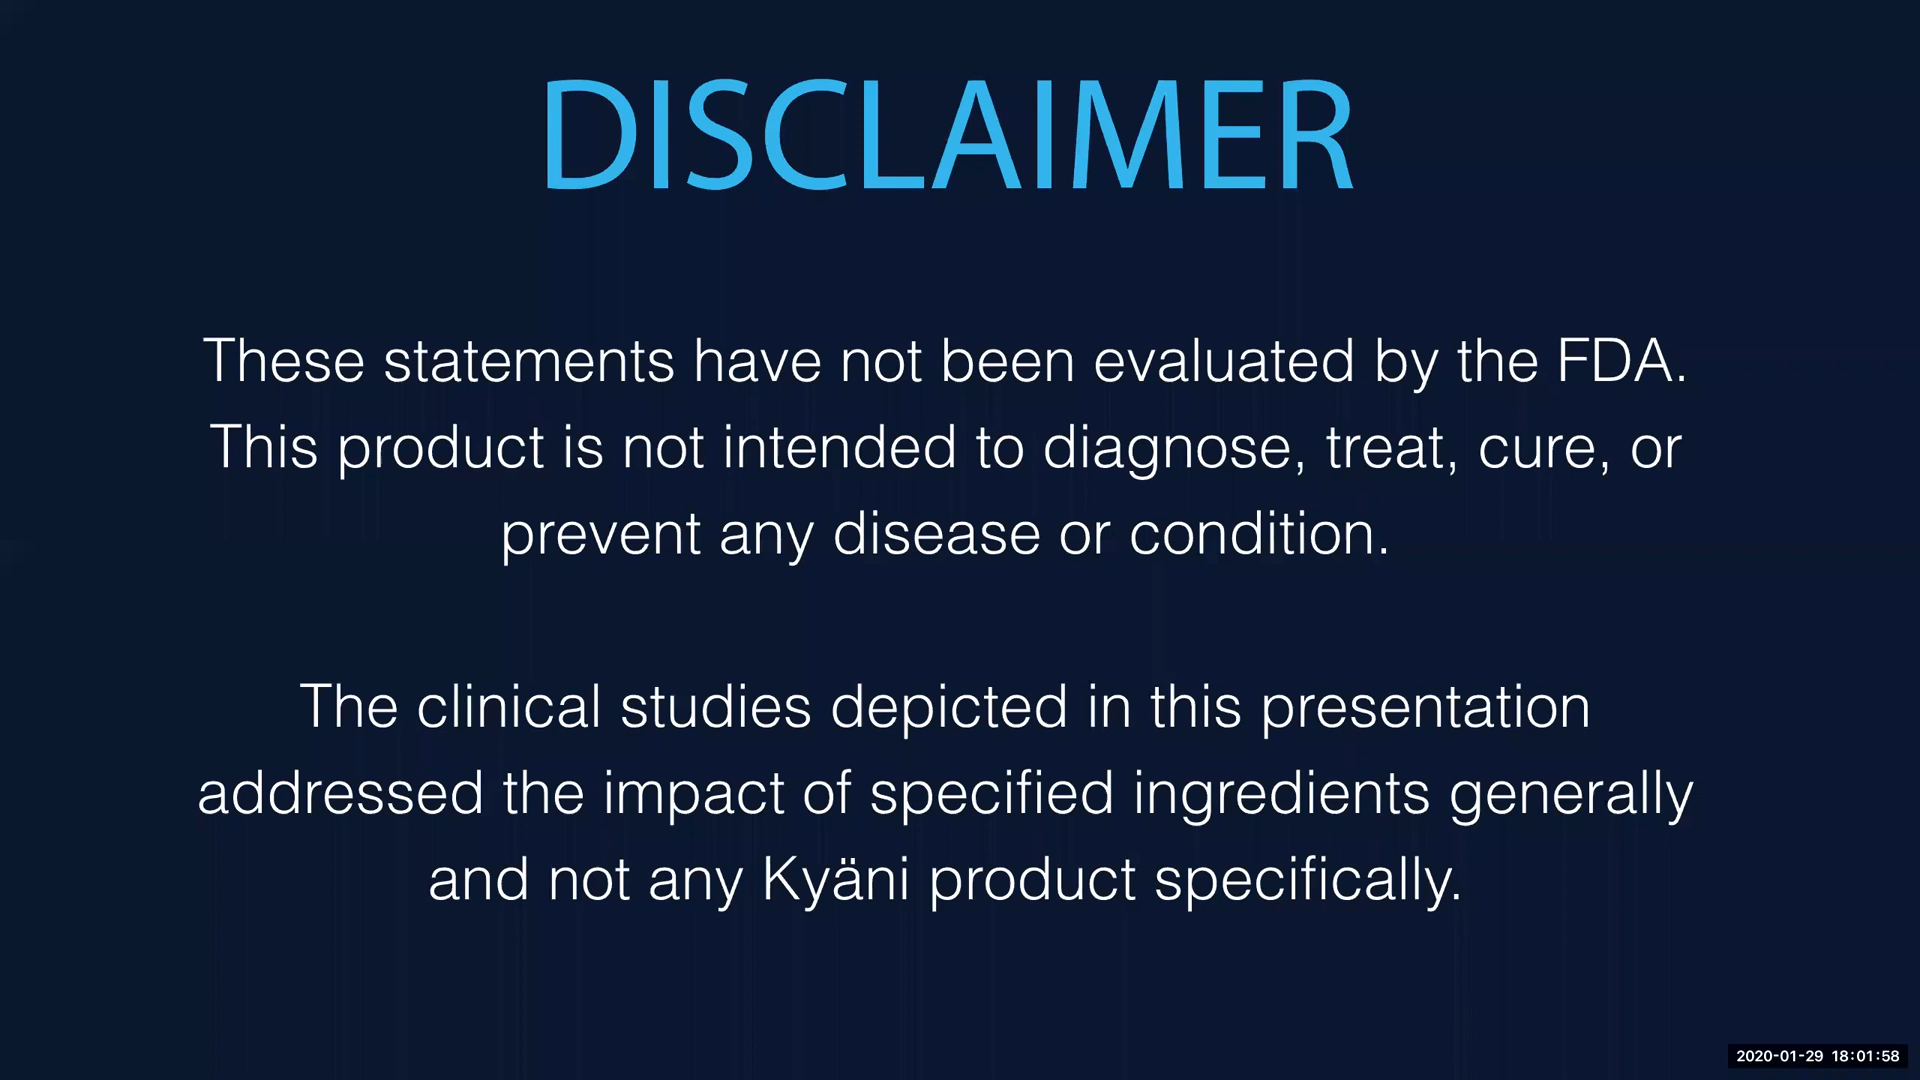 DISCLAIMER
These statements have not been evaluated by the FDA.
This product is not intended to diagnose, treat, cure, or
prevent any disease or condition.
The clinical studies depicted in this presentation
addressed the impact of specified ingredients generally
and not any Kyäni product specifically.
2020-01-29 18:01:58